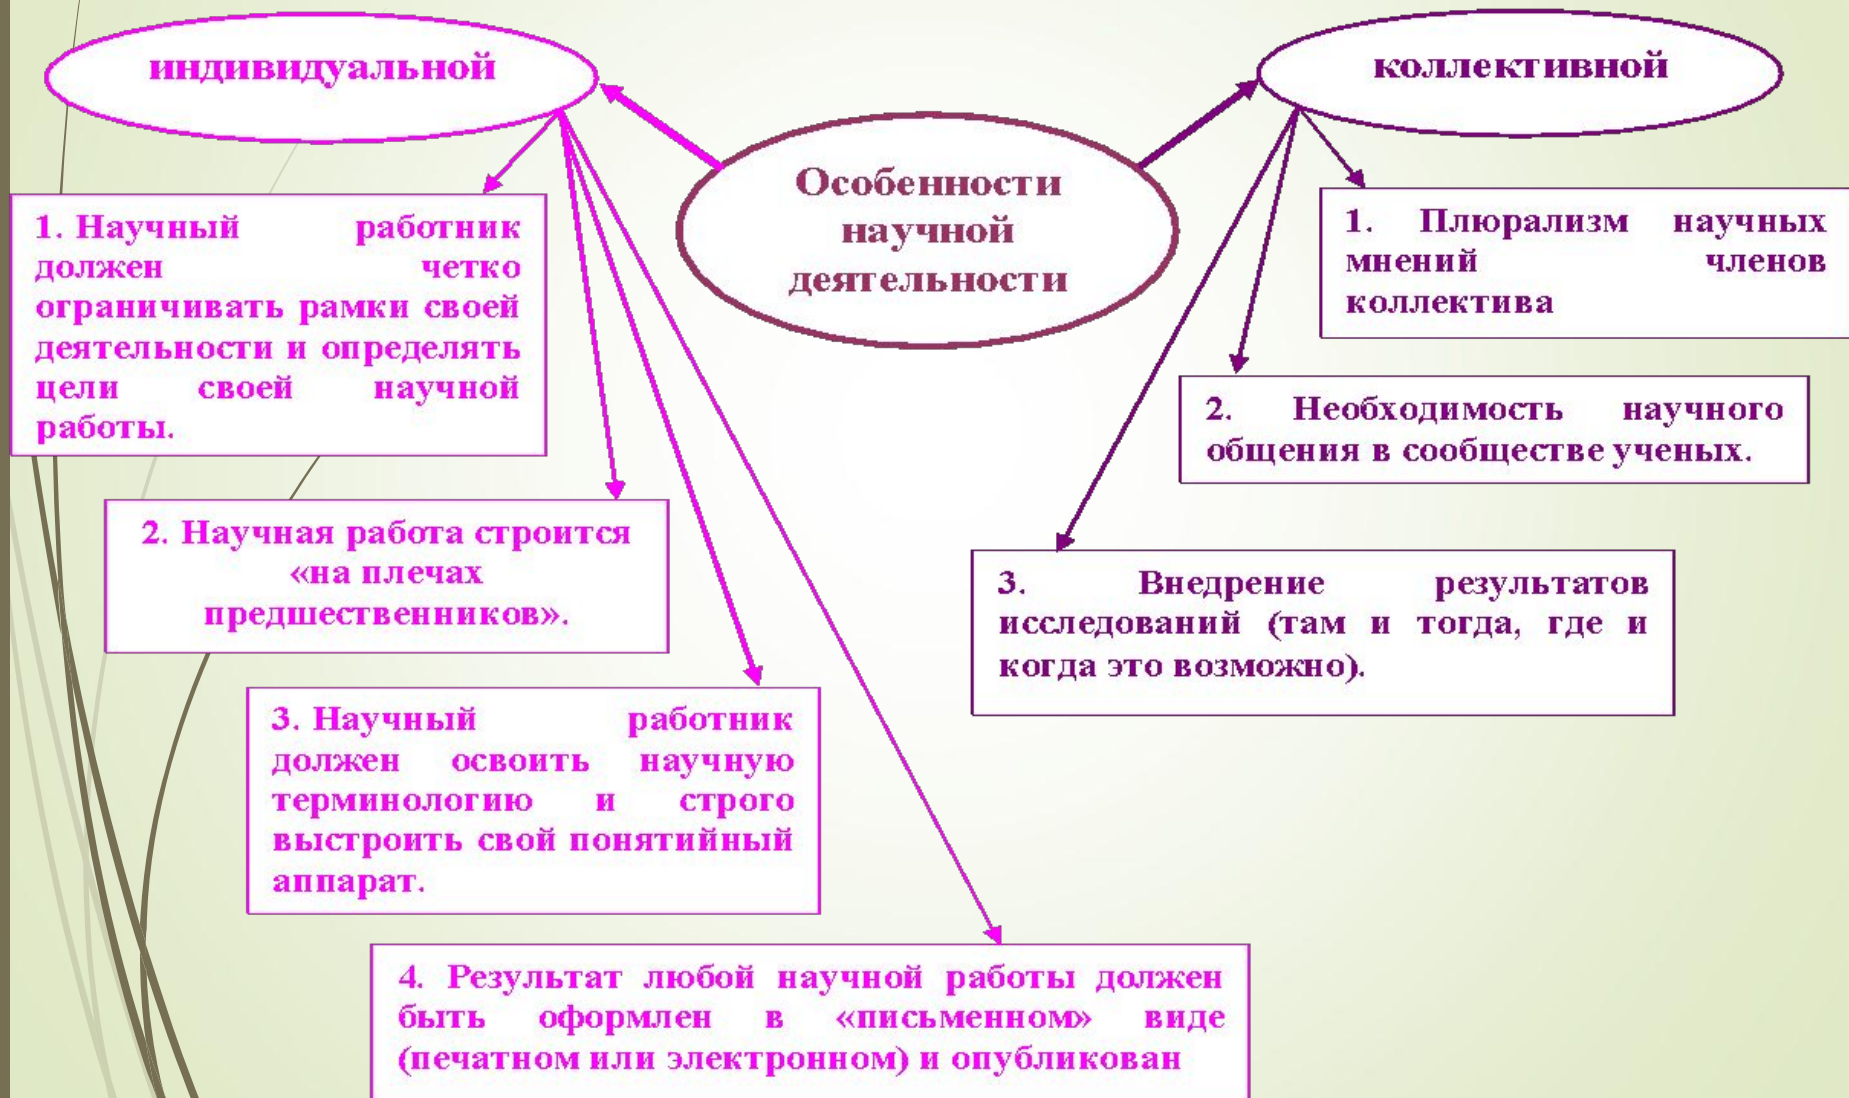 индивидуальной
коллективной
Особенности
научной
деятельности
1. Научный работник
должен четко
ограничивать рамки своей
деятельности и определять
цели своей научной
работы.
2. Научная работа строится
«на плечах
предшественников».
3. Научный работник
должен освоить научную
терминологию и строго
выстроить свой понятийный
аппарат.
4. Результат любой научной работы должен
быть оформлен в «письменном» виде
(печатном или электронном) и опубликован
1. Плюрализм научных
мнений членов
коллектива
2. Необходимость научного
общения в сообществе ученых.
3. Внедрение результатов
исследований (там и тогда, где и
когда это возможно).